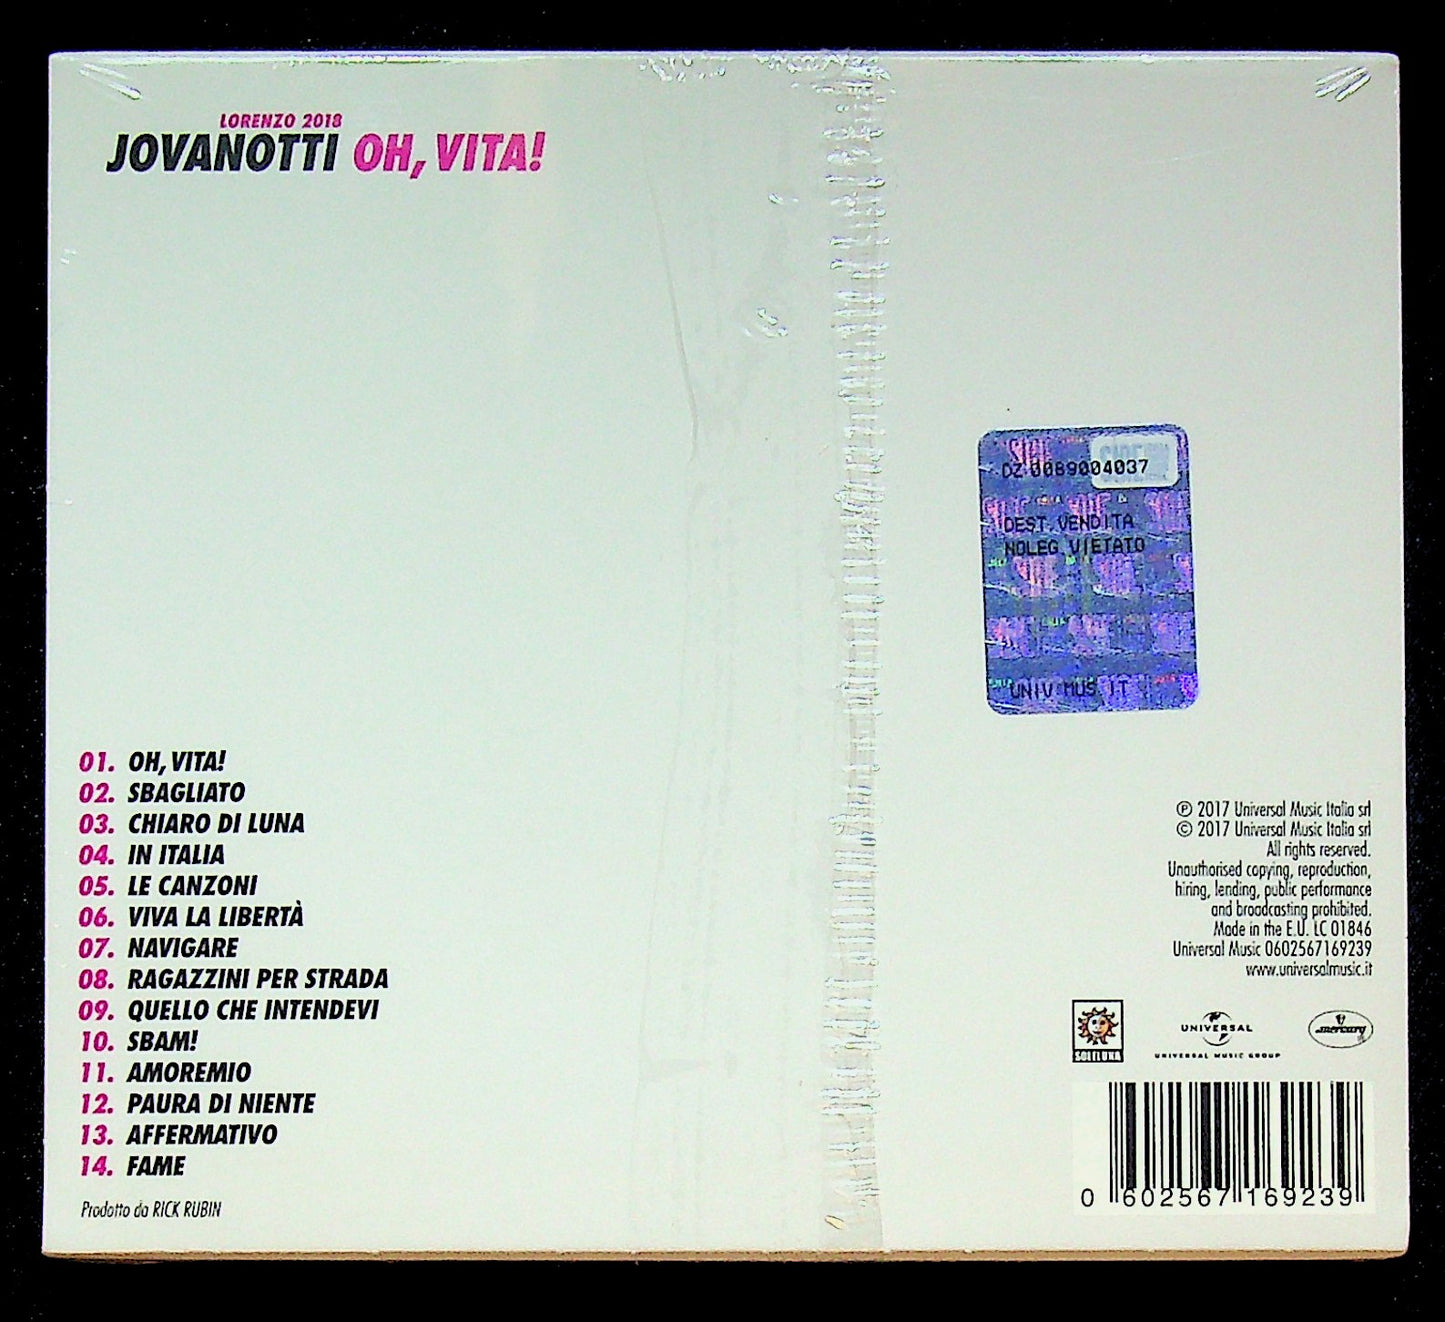 LORENZO 2018
JOVANOTTI OH, VITA!
DZ 0089004037
DEST.VENDITA
NOLEG.VIETATO
UNIV MUS IT
01. OH, VITA!
02. SBAGLIATO
03. CHIARO DI LUNA
04. IN ITALIA
05. LE CANZONI
06. VIVA LA LIBERTÀ
07. NAVIGARE
08. RAGAZZINI PER STRADA
09. QUELLO CHE INTENDEVI
10. SBAM!
11. AMOREMIO
12. PAURA DI NIENTE
13. AFFERMATIVO
14. FAME
Prodotto da RICK RUBIN
℗ 2017 Universal Music Italia srl
© 2017 Universal Music Italia srl
All rights reserved.
Unauthorised copying, reproduction,
hiring, lending, public performance
and broadcasting prohibited.
Made in the E.U. LC 01846
Universal Music 0602567169239
www.universalmusic.it
SOLELUNA
UNIVERSAL
UNIVERSAL MUSIC GROUP
mercury
0 602567 169239